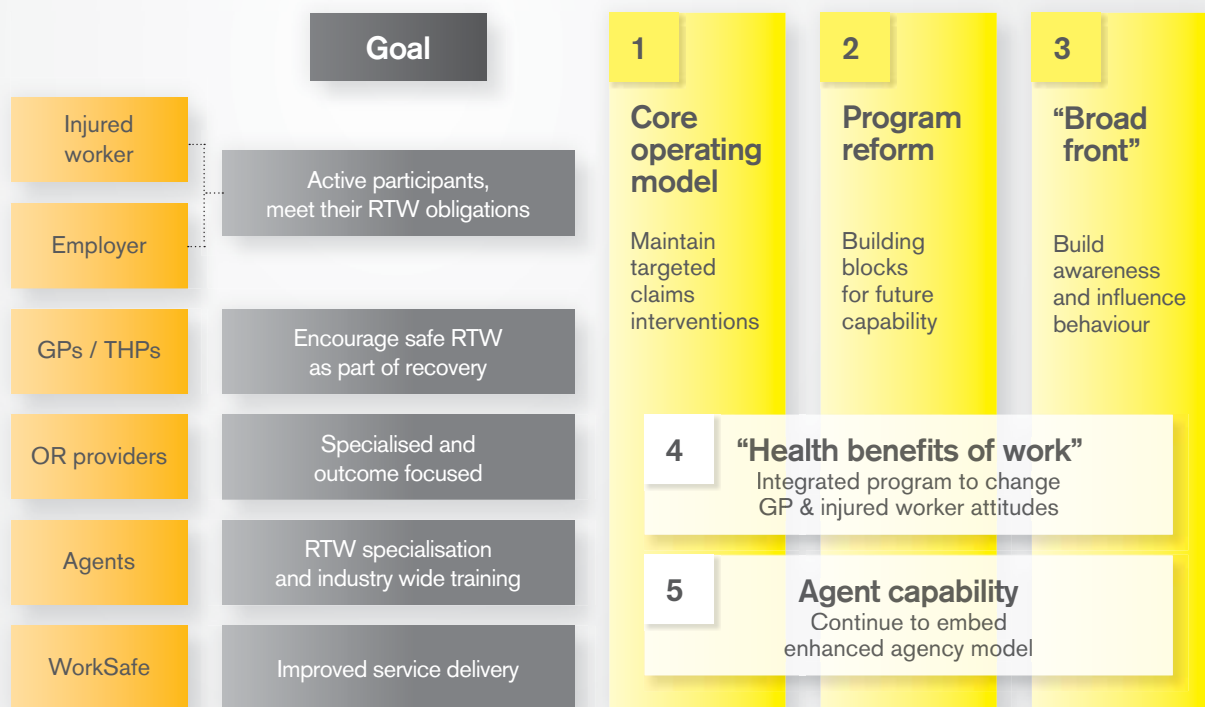 Goal
Injured
worker
Employer
Active participants,
meet their RTW obligations
GPs / THPs
Encourage safe RTW
as part of recovery
OR providers
Specialised and
outcome focused
Agents
RTW specialisation
and industry wide training
WorkSafe
Improved service delivery
1
Core
operating
model
Maintain
targeted
claims
interventions
2
Program
reform
Building
blocks
for future
capability
3
“Broad
front”
Build
awareness
and influence
behaviour
4
“Health benefits of work”
Integrated program to change
GP & injured worker attitudes
5
Agent capability
Continue to embed
enhanced agency model